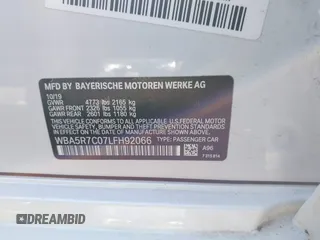 MFD. BY BAYERISCHE MOTOREN WERKE AG
10/19
GVWR 4773 LBS 2165 KG
GAWR FRONT 2326 LBS 1055 KG
GAWR REAR 2601 LBS 1180 KG
THIS VEHICLE CONFORMS TO ALL APPLICABLE U.S. FEDERAL
MOTOR VEHICLE SAFETY, BUMPER, AND THEFT PREVENTION
STANDARDS IN EFFECT ON THE DATE OF MANUFACTURE SHOWN ABOVE.
WBA5R7C07LFH92066 TYPE: PASSENGER CAR
A96
AUTOBIDMASTER